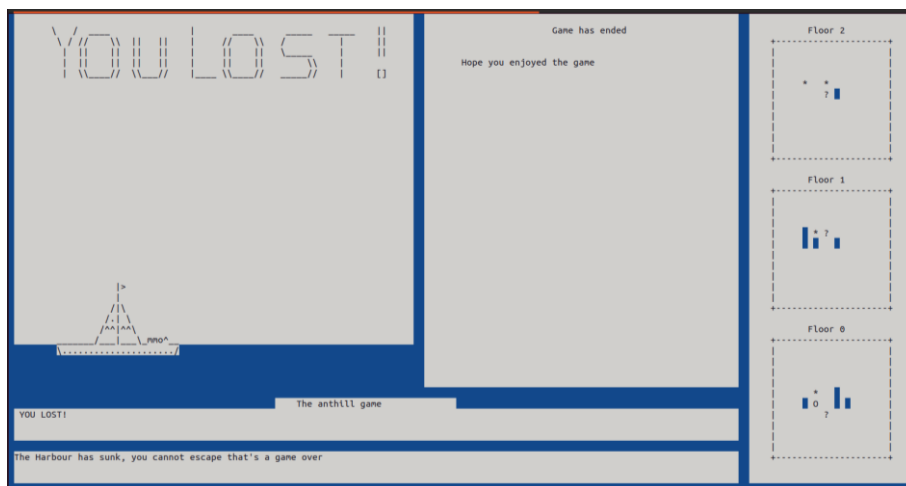 YOU LOST!
Game has ended
Hope you enjoyed the game
The anthill game
YOU LOST!
The Harbour has sunk, you cannot escape that's a game over
Floor 2
* *
?
Floor 1
* ?
Floor 0
*
O
?